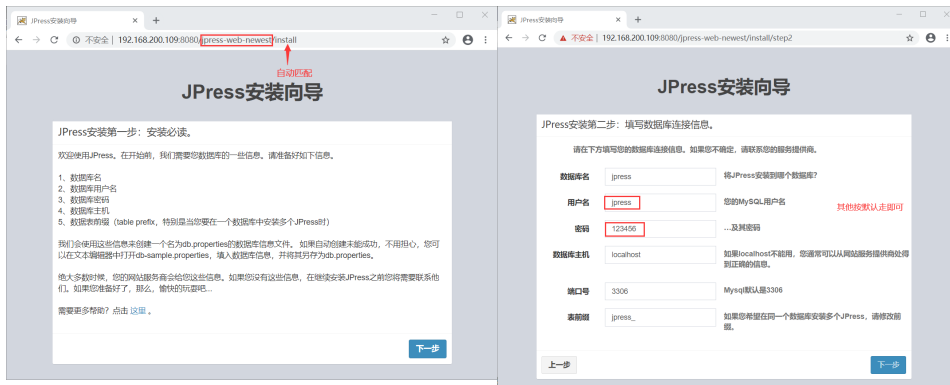 JPress安装向导
不安全 | 192.168.200.109:8080/jpress-web-newest/install
自动匹配
JPress安装向导
JPress安装第一步：安装必读。
欢迎使用JPress。在开始前，我们需要您数据库的一些信息。请准备好如下信息。
1、数据库名
2、数据库用户名
3、数据库密码
4、数据库主机
5、数据表前缀（table prefix，特别是当您要在一个数据库中安装多个JPress时）
我们会使用这些信息来创建一个名为db.properties的数据库信息文件。 如果自动创建未能成功，不用担心，您可
以在文本编辑器中打开db-sample.properties，填入数据库信息，并将其另存为db.properties。
绝大多数时候，您的网站服务商会给您这些信息。如果您没有这些信息，在继续安装JPress之前您将需要联系他
们。如果您准备好了，那么，愉快的玩耍吧...
需要更多帮助？点击 这里 。
下一步
JPress安装向导
不安全 | 192.168.200.109:8080/jpress-web-newest/install/step2
JPress安装向导
JPress安装第二步：填写数据库连接信息。
请在下方填写您的数据库连接信息。如果您不确定，请联系您的服务提供商。
数据库名 jpress 将JPress安装到哪个数据库?
用户名 jpress 您的MySQL用户名
其他按默认走即可
密码 123456 ...及其密码
数据库主机 localhost 如果localhost不能用，您通常可以从网站服务提供商处得
到正确的信息。
端口号 3306 Mysql默认是3306
表前缀 jpress_ 如果您希望在同一个数据库安装多个JPress，请修改前
缀。
上一步 下一步